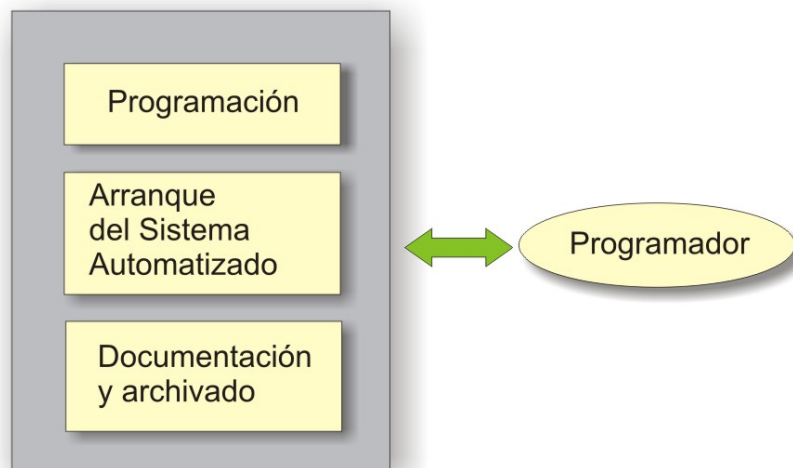 Programación
Arranque
del Sistema
Automatizado
Programador
Documentación
y archivado